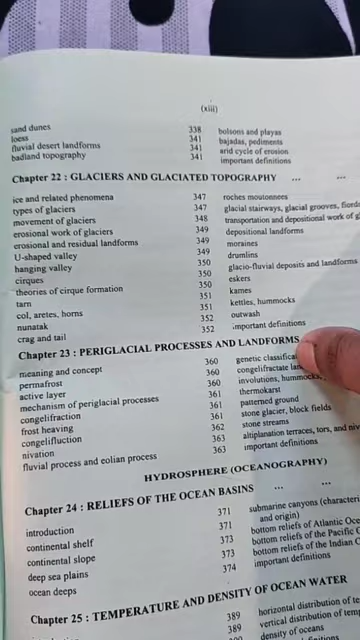 (xiii)
sand dunes 338 bolsons and playas
loess 341 bajadas, pediments
fluvial desert landforms 341 arid cycle of erosion
badland topography 341 important definitions
Chapter 22 : GLACIERS AND GLACIATED TOPOGRAPHY ... ...
ice and related phenomena 347 roches moutonnees
types of glaciers 347 glacial stairways, glacial grooves, fiords
movement of glaciers 348 transportation and depositional work of
erosional work of glaciers 349 depositional landforms
erosional and residual landforms 349 moraines
U-shaped valley 349 drumlins
hanging valley 350 glacio-fluvial deposits and landforms
cirques 350 eskers
theories of cirque formation 350 kames
tarn 351 kettles, hummocks
col, aretes, horns 351 outwash
nunatak 352 important definitions
crag and tail 352
Chapter 23 : PERIGLACIAL PROCESSES AND LANDFORMS
meaning and concept 360 genetic
permafrost 360 congelifractate
active layer 360 involutions, hummocks,
mechanism of periglacial processes 361 thermokarst
congelifraction 361 patterned ground
frost heaving 361 stone glacier, block fields
congelifluction 362 stone streams
nivation 363 altiplanation terraces, tors, and
fluvial process and eolian process 363 important definitions
HYDROSPHERE (OCEANOGRAPHY)
Chapter 24 : RELIEFS OF THE OCEAN BASINS ... ...
introduction 371 submarine canyons
continental shelf 371 and origin)
continental slope 373 bottom reliefs of Atlantic
deep sea plains 373 bottom reliefs of the Pacific
ocean deeps 374 bottom reliefs of the Indian
important definitions
Chapter 25 : TEMPERATURE AND DENSITY OF OCEAN WATER
389 horizontal distribution of
389 vertical distribution of
density of oceans